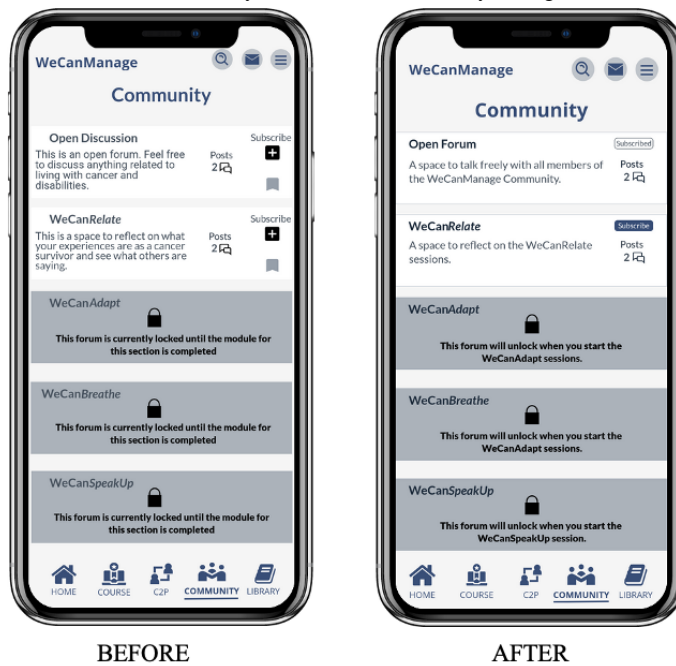 WeCanManage
Community
Open Discussion
Subscribe
This is an open forum. Feel free
to discuss anything related to
living with cancer and
disabilities.
Posts
2
WeCanRelate
Subscribe
This is a space to reflect on what
your experiences are as a cancer
survivor and see what others are
saying.
Posts
2
WeCanAdapt
This forum is currently locked until the module for
this section is completed
WeCanBreathe
This forum is currently locked until the module for
this section is completed
WeCanSpeakUp
This forum is currently locked until the module for
this section is completed
HOME COURSE C2P COMMUNITY LIBRARY
BEFORE
WeCanManage
Community
Open Forum
Subscribed
A space to talk freely with all members of
the WeCanManage Community.
Posts
2
WeCanRelate
Subscribe
A space to reflect on the WeCanRelate
sessions.
Posts
2
WeCanAdapt
This forum will unlock when you start the
WeCanAdapt sessions.
WeCanBreathe
This forum will unlock when you start the
WeCanAdapt sessions.
WeCanSpeakUp
This forum will unlock when you start the
WeCanSpeakUp session.
HOME COURSE C2P COMMUNITY LIBRARY
AFTER